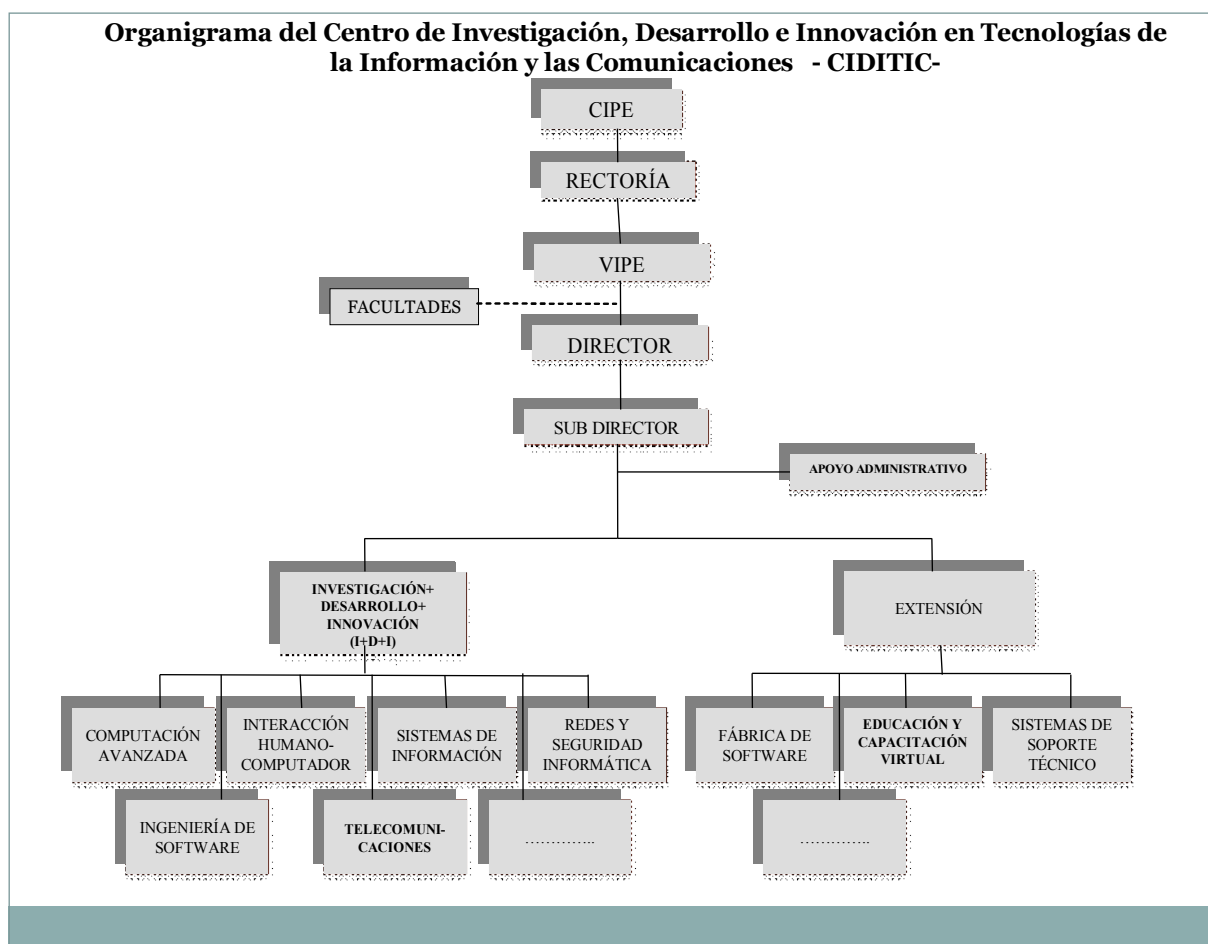 Organigrama del Centro de Investigación, Desarrollo e Innovación en Tecnologías de
la Información y las Comunicaciones - CIDITIC-
CIPE
RECTORÍA
VIPE
FACULTADES
DIRECTOR
SUB DIRECTOR
APOYO ADMINISTRATIVO
INVESTIGACIÓN+
DESARROLLO+
INNOVACIÓN
(I+D+I)
EXTENSIÓN
COMPUTACIÓN
AVANZADA
INTERACCIÓN
HUMANO-
COMPUTADOR
SISTEMAS DE
INFORMACIÓN
REDES Y
SEGURIDAD
INFORMÁTICA
FÁBRICA DE
SOFTWARE
EDUCACIÓN Y
CAPACITACIÓN
VIRTUAL
SISTEMAS DE
SOPORTE
TÉCNICO
INGENIERÍA DE
SOFTWARE
TELECOMUNI-
CACIONES
…………..
…………..